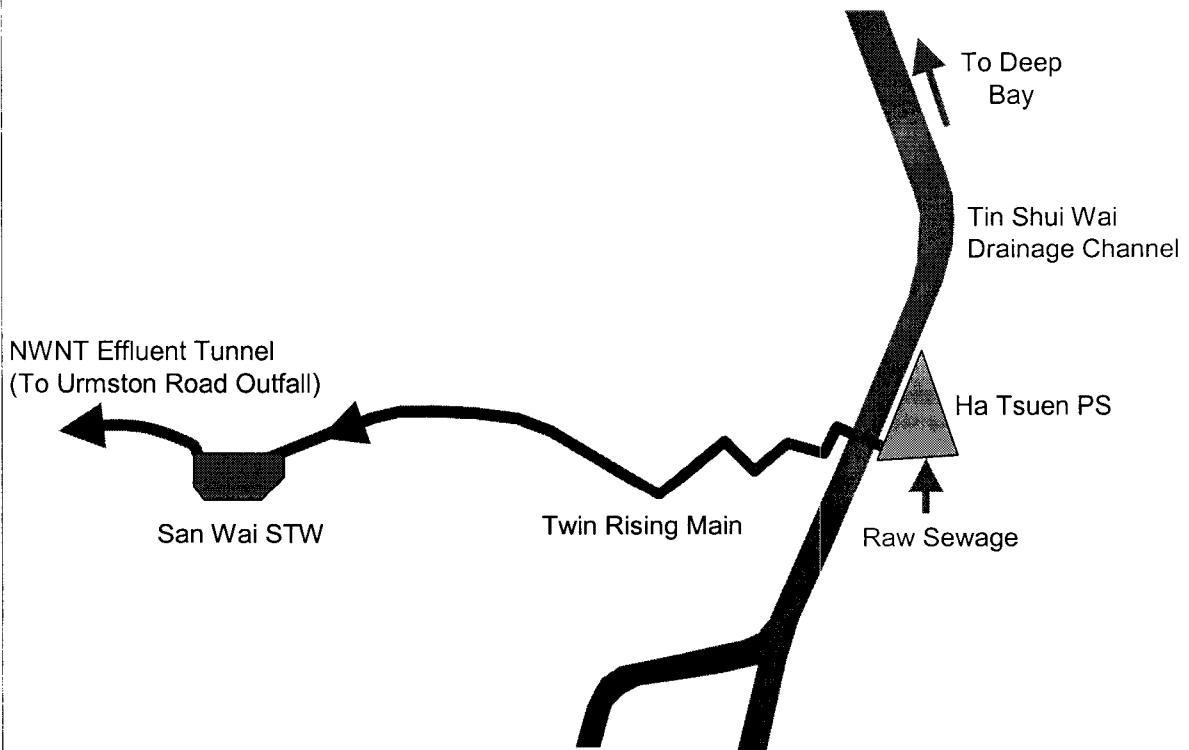 To Deep
Bay
Tin Shui Wai
Drainage Channel
NWNT Effluent Tunnel
(To Urmston Road Outfall)
Ha Tsuen PS
San Wai STW
Twin Rising Main
Raw Sewage